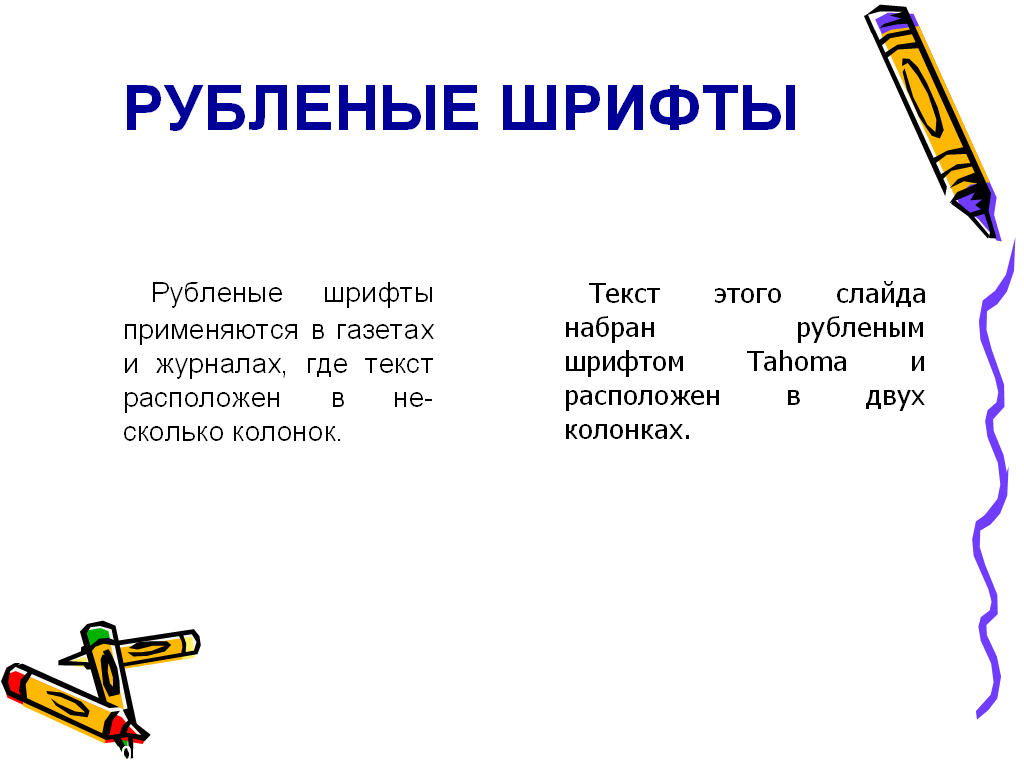 РУБЛЕНЫЕ ШРИФТЫ
Рубленые шрифты
применяются в газетах
и журналах, где текст
расположен в не-
сколько колонок.
Текст этого слайда
набран рубленым
шрифтом Tahoma и
расположен в двух
колонках.